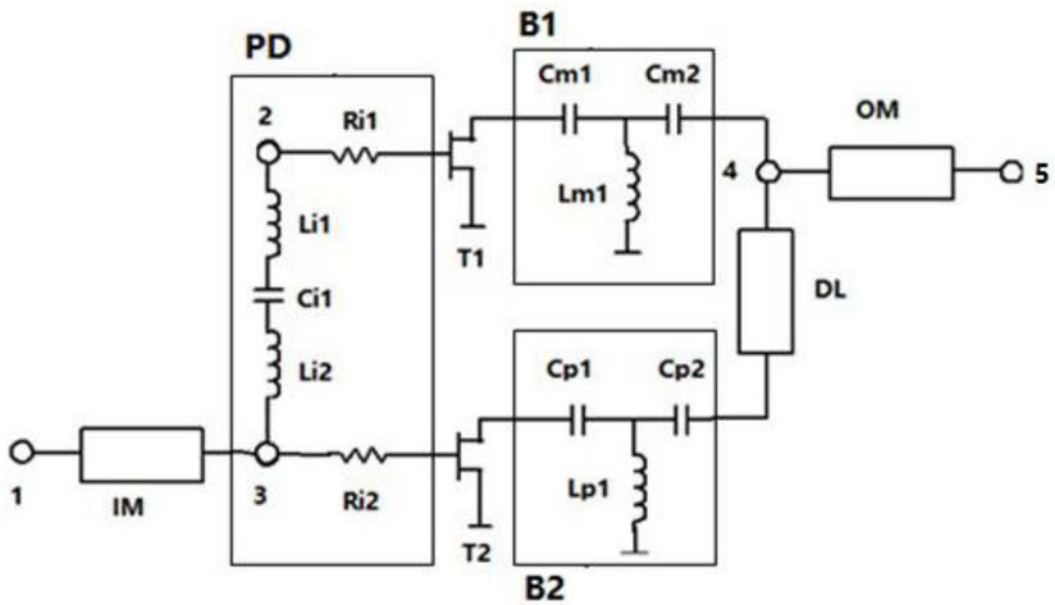 B1
PD
Cm1 Cm2
2 Ri1
OM
4
5
Lm1
Li1
T1
Ci1
DL
Li2
Cp1 Cp2
1
IM
3
Ri2
Lp1
T2
B2